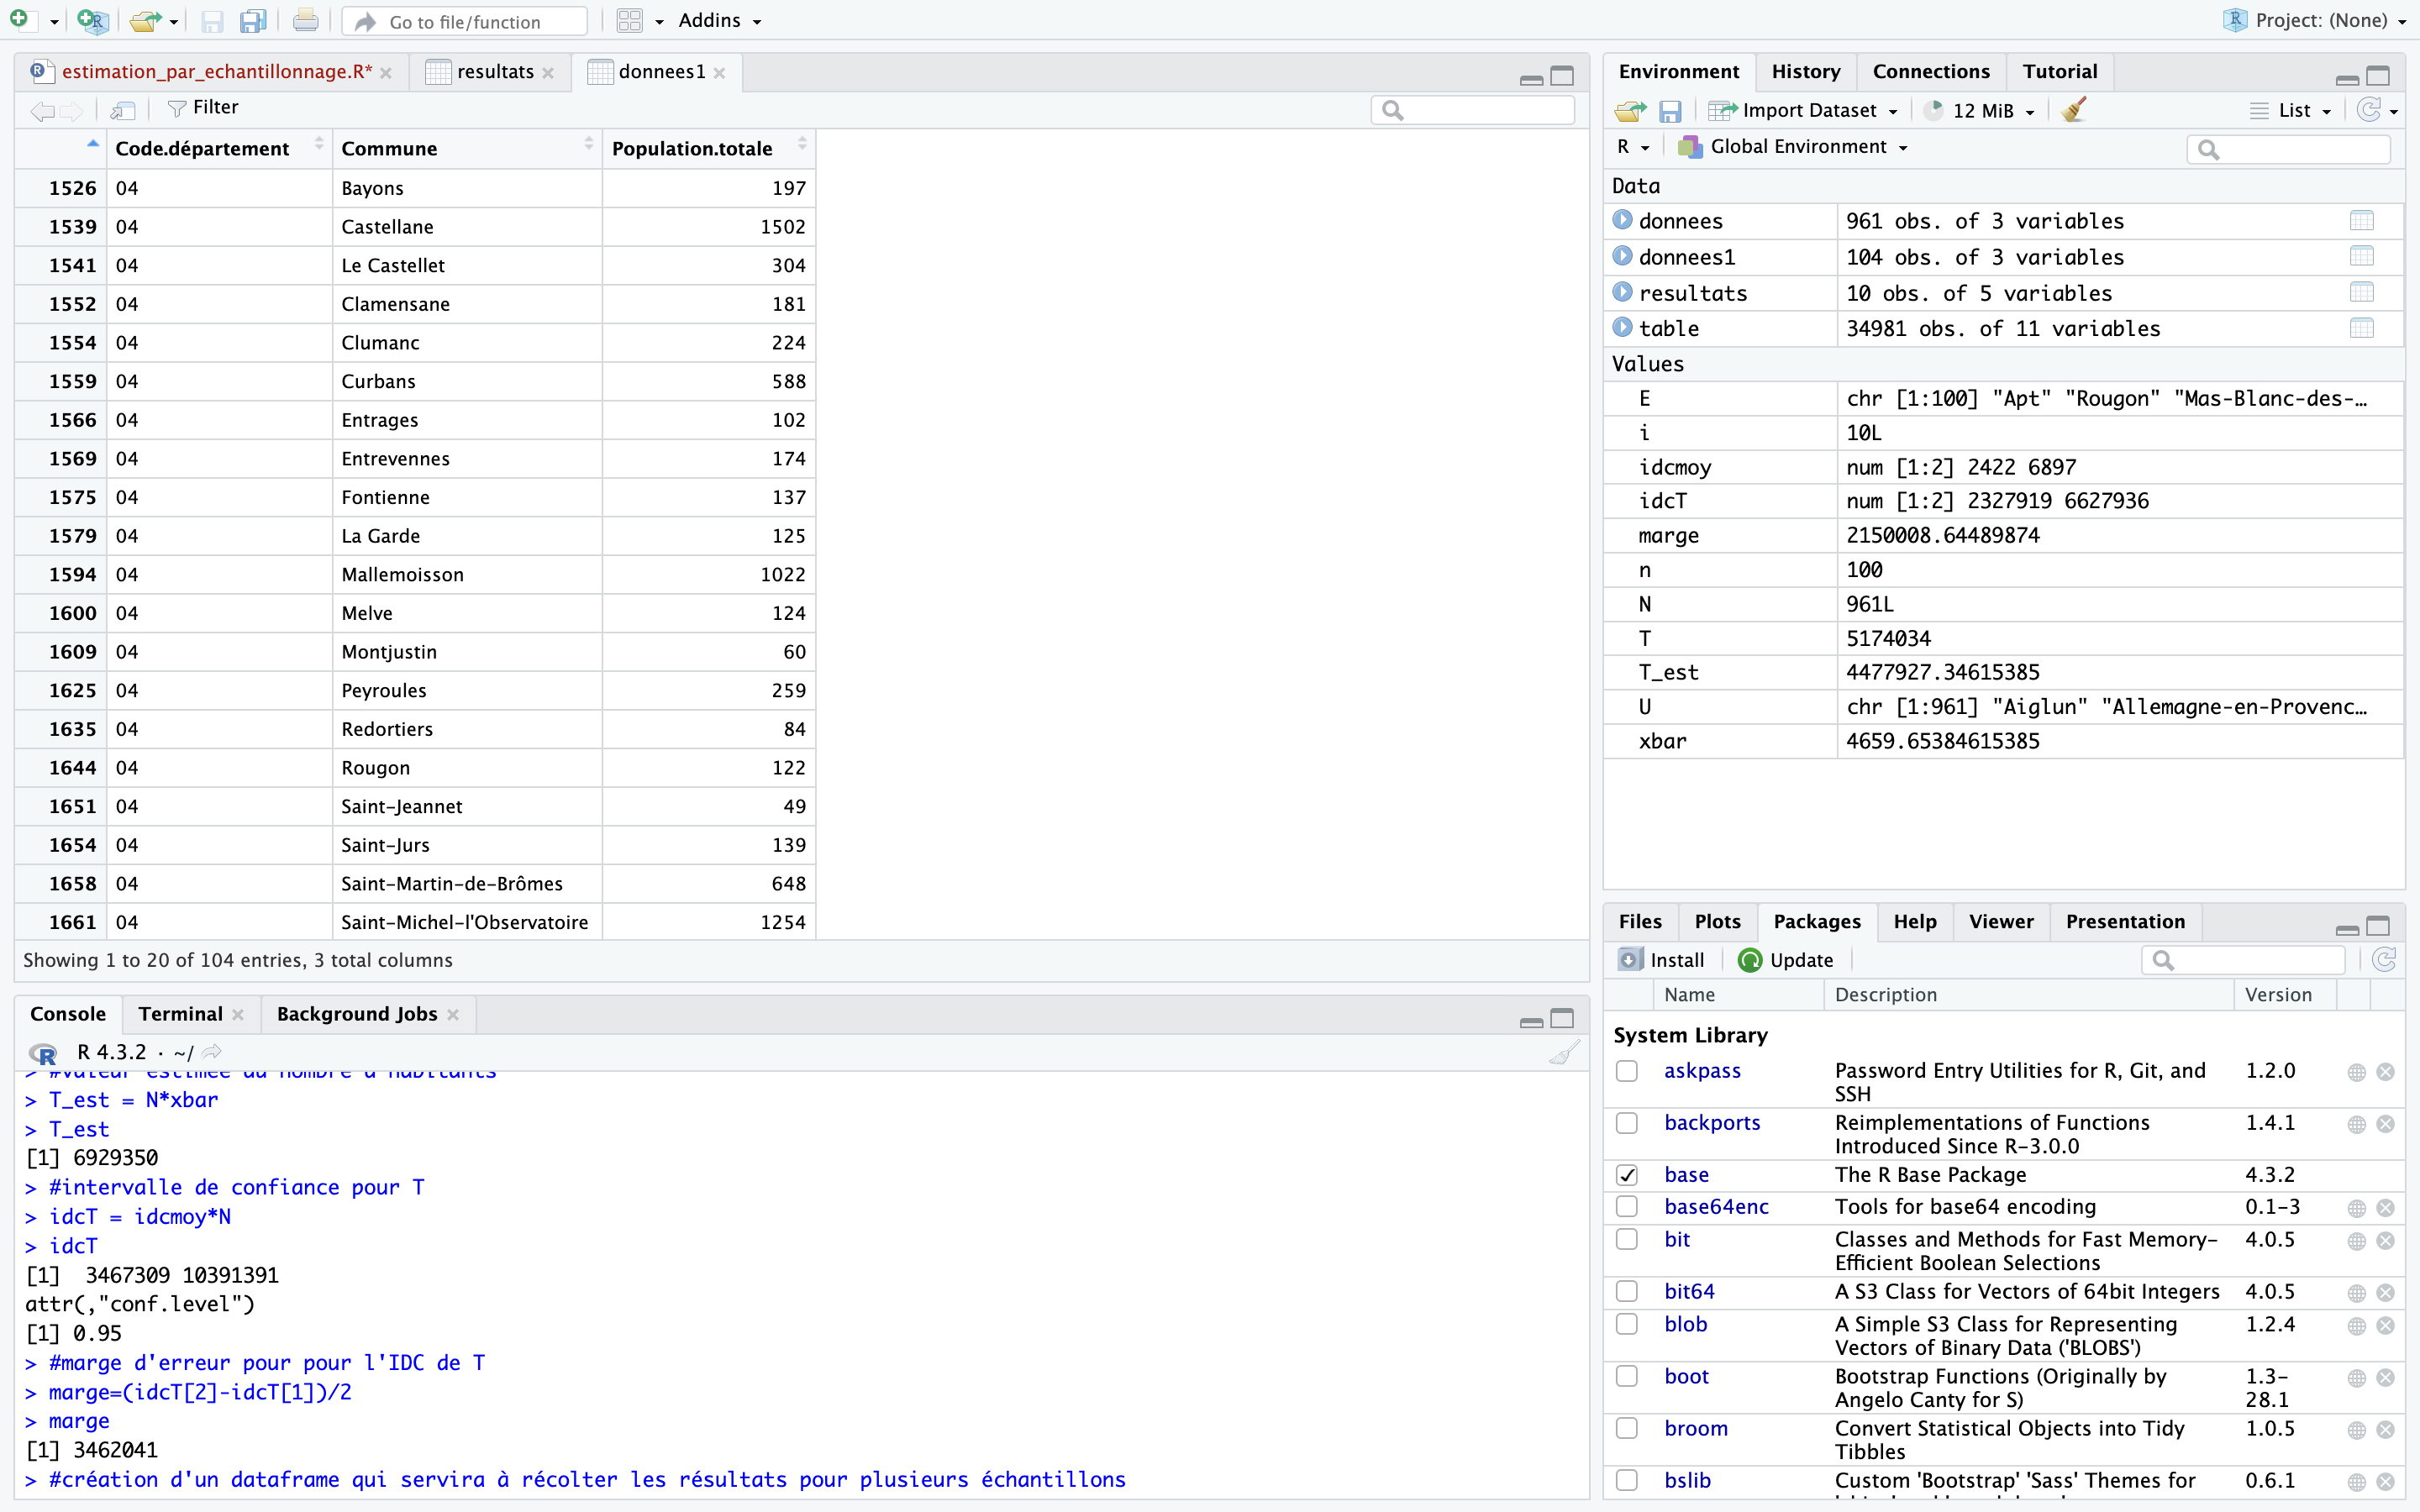 Go to file/function Addins Project: (None)
estimation_par_echantillonnage.R* resultats donnees1
Filter
Code.département Commune Population.totale
1526 04 Bayons 197
1539 04 Castellane 1502
1541 04 Le Castellet 304
1552 04 Clamensane 181
1554 04 Clumanc 224
1559 04 Curbans 588
1566 04 Entrages 102
1569 04 Entrevennes 174
1575 04 Fontienne 137
1579 04 La Garde 125
1594 04 Mallemoisson 1022
1600 04 Melve 124
1609 04 Montjustin 60
1625 04 Peyroules 259
1635 04 Redortiers 84
1644 04 Rougon 122
1651 04 Saint-Jeannet 49
1654 04 Saint-Jurs 139
1658 04 Saint-Martin-de-Brômes 648
1661 04 Saint-Michel-l'Observatoire 1254
Showing 1 to 20 of 104 entries, 3 total columns
Console Terminal Background Jobs
R 4.3.2 · ~/
> #valeur estimée du nombre d'habitants
> T_est = N*xbar
> T_est
[1] 6929350
> #intervalle de confiance pour T
> idcT = idcmoy*N
> idcT
[1]  3467309 10391391
attr(,"conf.level")
[1] 0.95
> #marge d'erreur pour pour l'IDC de T
> marge=(idcT[2]-idcT[1])/2
> marge
[1] 3462041
> #création d'un dataframe qui servira à récolter les résultats pour plusieurs échantillons
Environment History Connections Tutorial
Import Dataset 12 MiB List
R Global Environment
Data
donnees 961 obs. of 3 variables
donnees1 104 obs. of 3 variables
resultats 10 obs. of 5 variables
table 34981 obs. of 11 variables
Values
E chr [1:100] "Apt" "Rougon" "Mas-Blanc-des-…
i 10L
idcmoy num [1:2] 2422 6897
idcT num [1:2] 2327919 6627936
marge 2150008.64489874
n 100
N 961L
T 5174034
T_est 4477927.34615385
U chr [1:961] "Aiglun" "Allemagne-en-Provenc…
xbar 4659.65384615385
Files Plots Packages Help Viewer Presentation
Install Update
Name Description Version
System Library
askpass Password Entry Utilities for R, Git, and 1.2.0
SSH
backports Reimplementations of Functions 1.4.1
Introduced Since R-3.0.0
base The R Base Package 4.3.2
base64enc Tools for base64 encoding 0.1-3
bit Classes and Methods for Fast Memory- 4.0.5
Efficient Boolean Selections
bit64 A S3 Class for Vectors of 64bit Integers 4.0.5
blob A Simple S3 Class for Representing 1.2.4
Vectors of Binary Data ('BLOBS')
boot Bootstrap Functions (Originally by 1.3-
Angelo Canty for S) 28.1
broom Convert Statistical Objects into Tidy 1.0.5
Tibbles
bslib Custom 'Bootstrap' 'Sass' Themes for 0.6.1